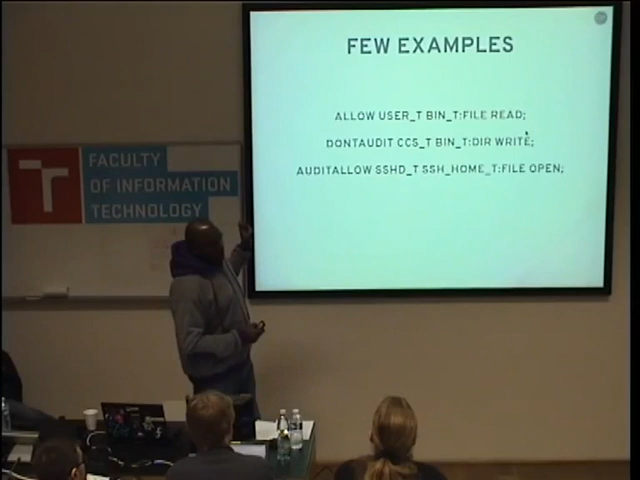 FEW EXAMPLES
ALLOW USER_T BIN_T:FILE READ;
DONTAUDIT CCS_T BIN_T:DIR WRITE;
AUDITALLOW SSHD_T SSH_HOME_T:FILE OPEN;
T
FACULTY
OF INFORMATION
TECHNOLOGY